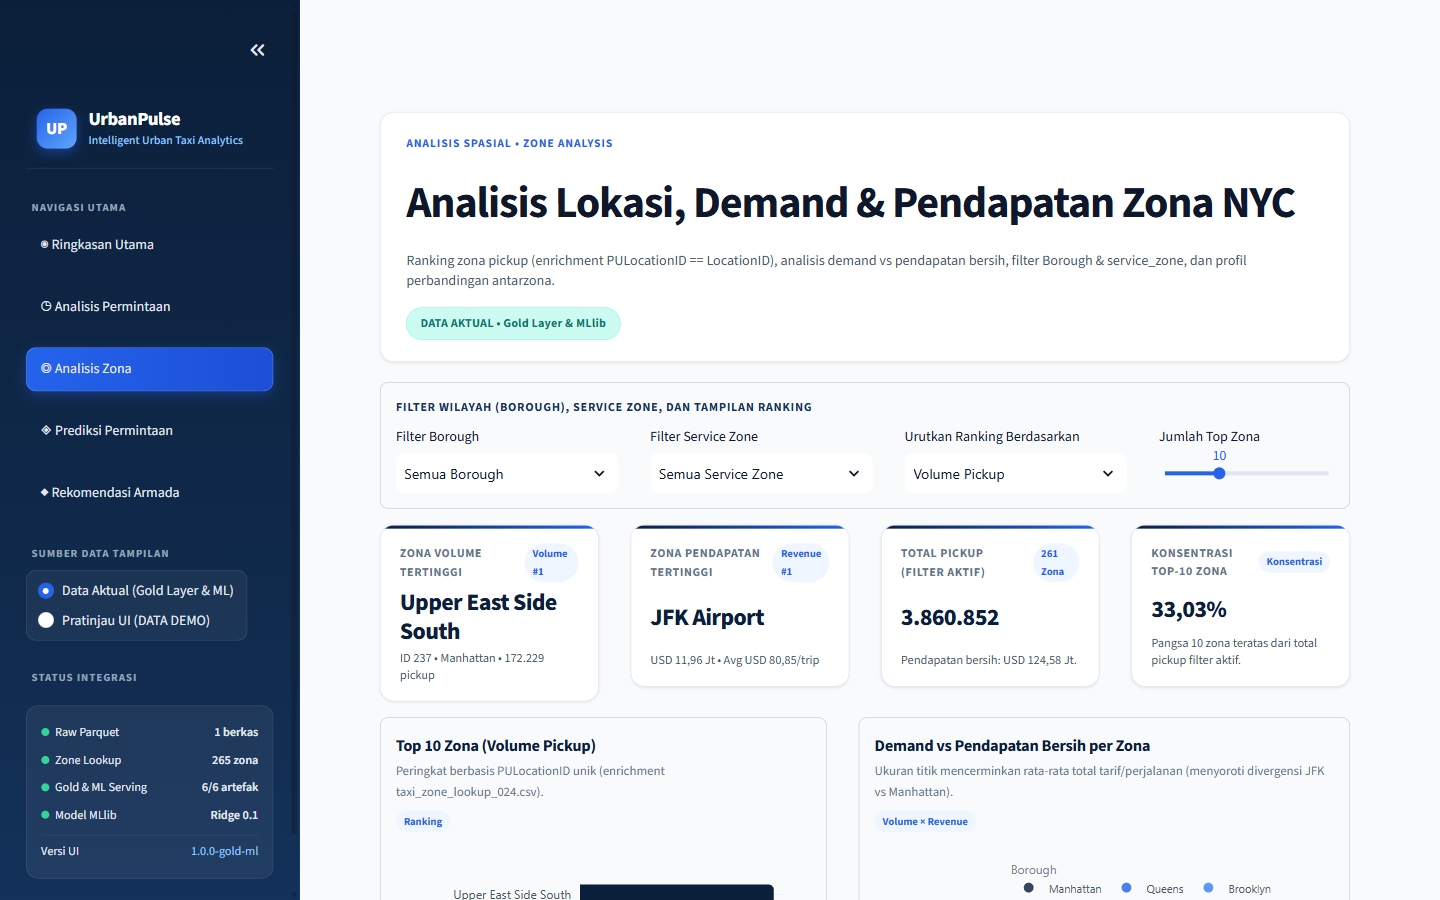 UP
UrbanPulse
Intelligent Urban Taxi Analytics
NAVIGASI UTAMA
Ringkasan Utama
Analisis Permintaan
Analisis Zona
Prediksi Permintaan
Rekomendasi Armada
SUMBER DATA TAMPILAN
Data Aktual (Gold Layer & ML)
Pratinjau UI (DATA DEMO)
STATUS INTEGRASI
Raw Parquet 1 berkas
Zone Lookup 265 zona
Gold & ML Serving 6/6 artefak
Model MLlib Ridge 0.1
Versi UI 1.0.0-gold-ml
ANALISIS SPASIAL • ZONE ANALYSIS
Analisis Lokasi, Demand & Pendapatan Zona NYC
Ranking zona pickup (enrichment PULocationID == LocationID), analisis demand vs pendapatan bersih, filter Borough & service_zone, dan profil
perbandingan antarzona.
DATA AKTUAL • Gold Layer & MLlib
FILTER WILAYAH (BOROUGH), SERVICE ZONE, DAN TAMPILAN RANKING
Filter Borough
Semua Borough
Filter Service Zone
Semua Service Zone
Urutkan Ranking Berdasarkan
Volume Pickup
Jumlah Top Zona
10
ZONA VOLUME
TERTINGGI
Volume
#1
Upper East Side
South
ID 237 • Manhattan • 172.229
pickup
ZONA PENDAPATAN
TERTINGGI
Revenue
#1
JFK Airport
USD 11,96 Jt • Avg USD 80,85/trip
TOTAL PICKUP
(FILTER AKTIF)
261
Zona
3.860.852
Pendapatan bersih: USD 124,58 Jt.
KONSENTRASI
TOP-10 ZONA
Konsentrasi
33,03%
Pangsa 10 zona teratas dari total
pickup filter aktif.
Top 10 Zona (Volume Pickup)
Peringkat berbasis PULocationID unik (enrichment
taxi_zone_lookup_024.csv).
Ranking
Upper East Side South
Demand vs Pendapatan Bersih per Zona
Ukuran titik mencerminkan rata-rata total tarif/perjalanan (menyoroti divergensi JFK
vs Manhattan).
Volume × Revenue
Borough
Manhattan Queens Brooklyn